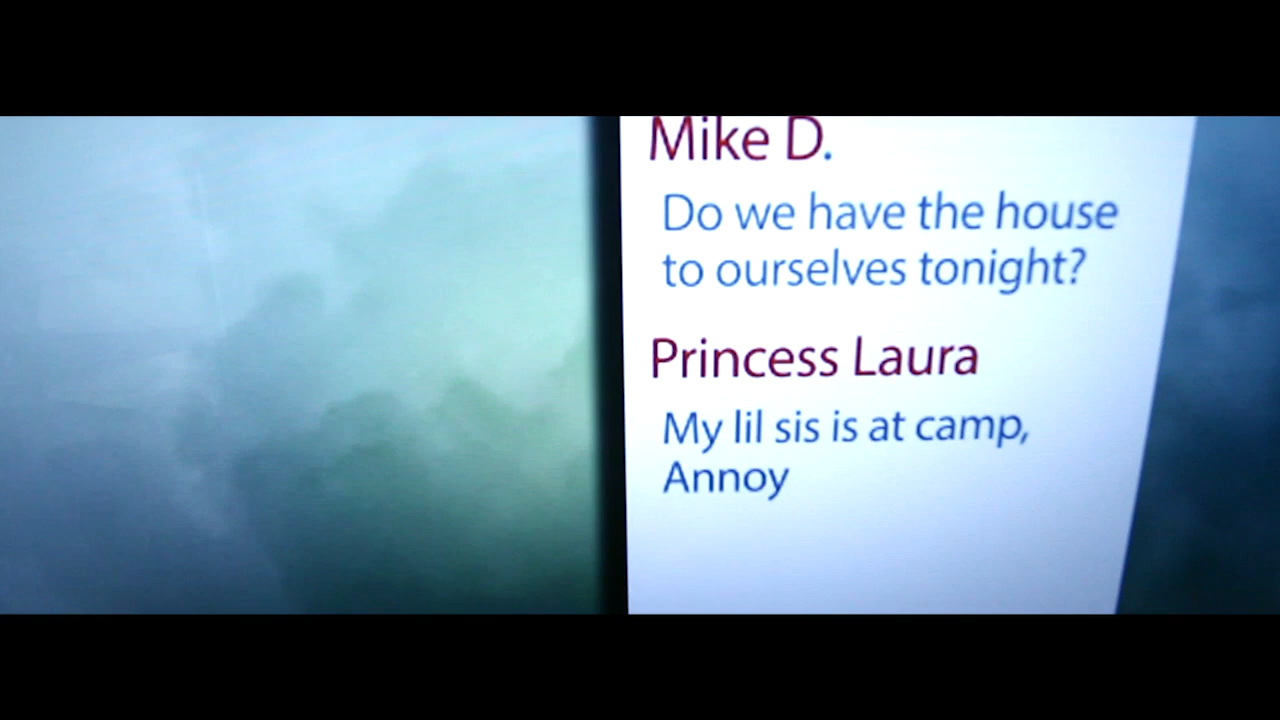 Mike D.
Do we have the house
to ourselves tonight?
Princess Laura
My lil sis is at camp,
Annoy